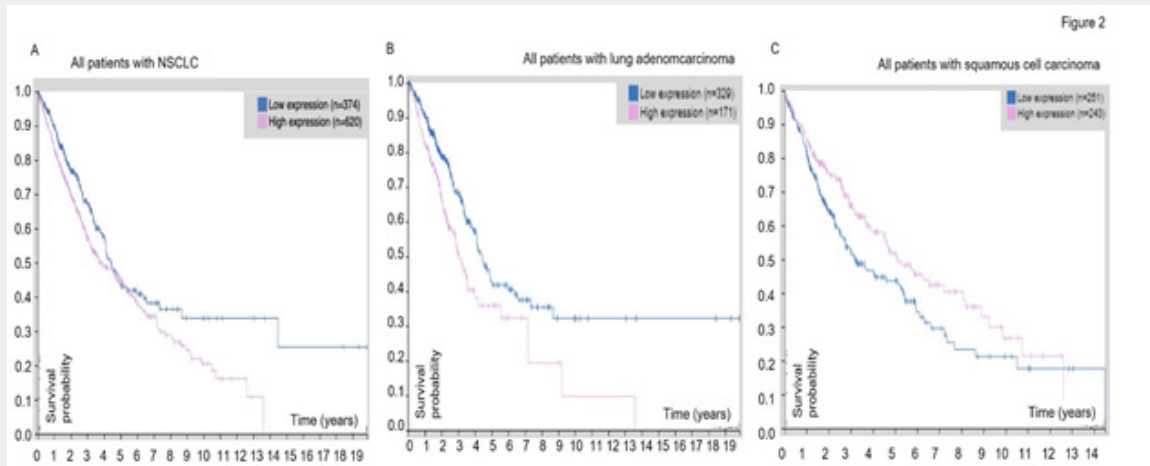 Figure 2
A
All patients with NSCLC
Low expression (n=374)
High expression (n=620)
1.0
0.9
0.8
0.7
0.6
0.5
0.4
0.3
0.2
0.1
0.0
Survival
probability
Time (years)
0 1 2 3 4 5 6 7 8 9 10 11 12 13 14 15 16 17 18 19
B
All patients with lung adenomcarcinoma
Low expression (n=329)
High expression (n=171)
1.0
0.9
0.8
0.7
0.6
0.5
0.4
0.3
0.2
0.1
0.0
Survival
probability
Time (years)
0 1 2 3 4 5 6 7 8 9 10 11 12 13 14 15 16 17 18 19
C
All patients with squamous cell carcinoma
Low expression (n=251)
High expression (n=243)
1.0
0.9
0.8
0.7
0.6
0.5
0.4
0.3
0.2
0.1
0.0
Survival
probability
Time (years)
0 1 2 3 4 5 6 7 8 9 10 11 12 13 14